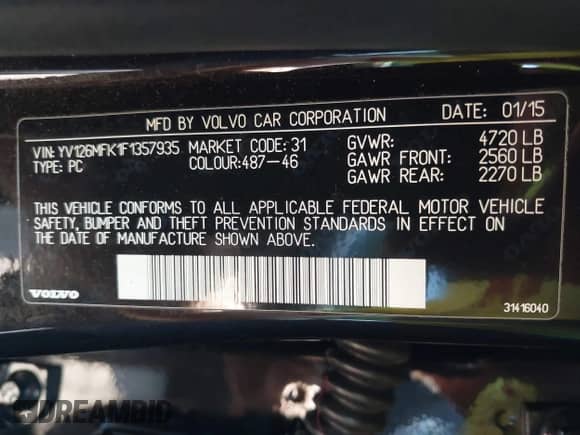 MFD BY VOLVO CAR CORPORATION DATE: 01/15
VIN: YV126MFK1F1357935 MARKET CODE: 31 GVWR: 4720 LB
TYPE: PC COLOUR: 487-46 GAWR FRONT: 2560 LB
GAWR REAR: 2270 LB
THIS VEHICLE CONFORMS TO ALL APPLICABLE FEDERAL MOTOR VEHICLE
SAFETY, BUMPER AND THEFT PREVENTION STANDARDS IN EFFECT ON
THE DATE OF MANUFACTURE SHOWN ABOVE.
VOLVO
31416040
DREAMBID